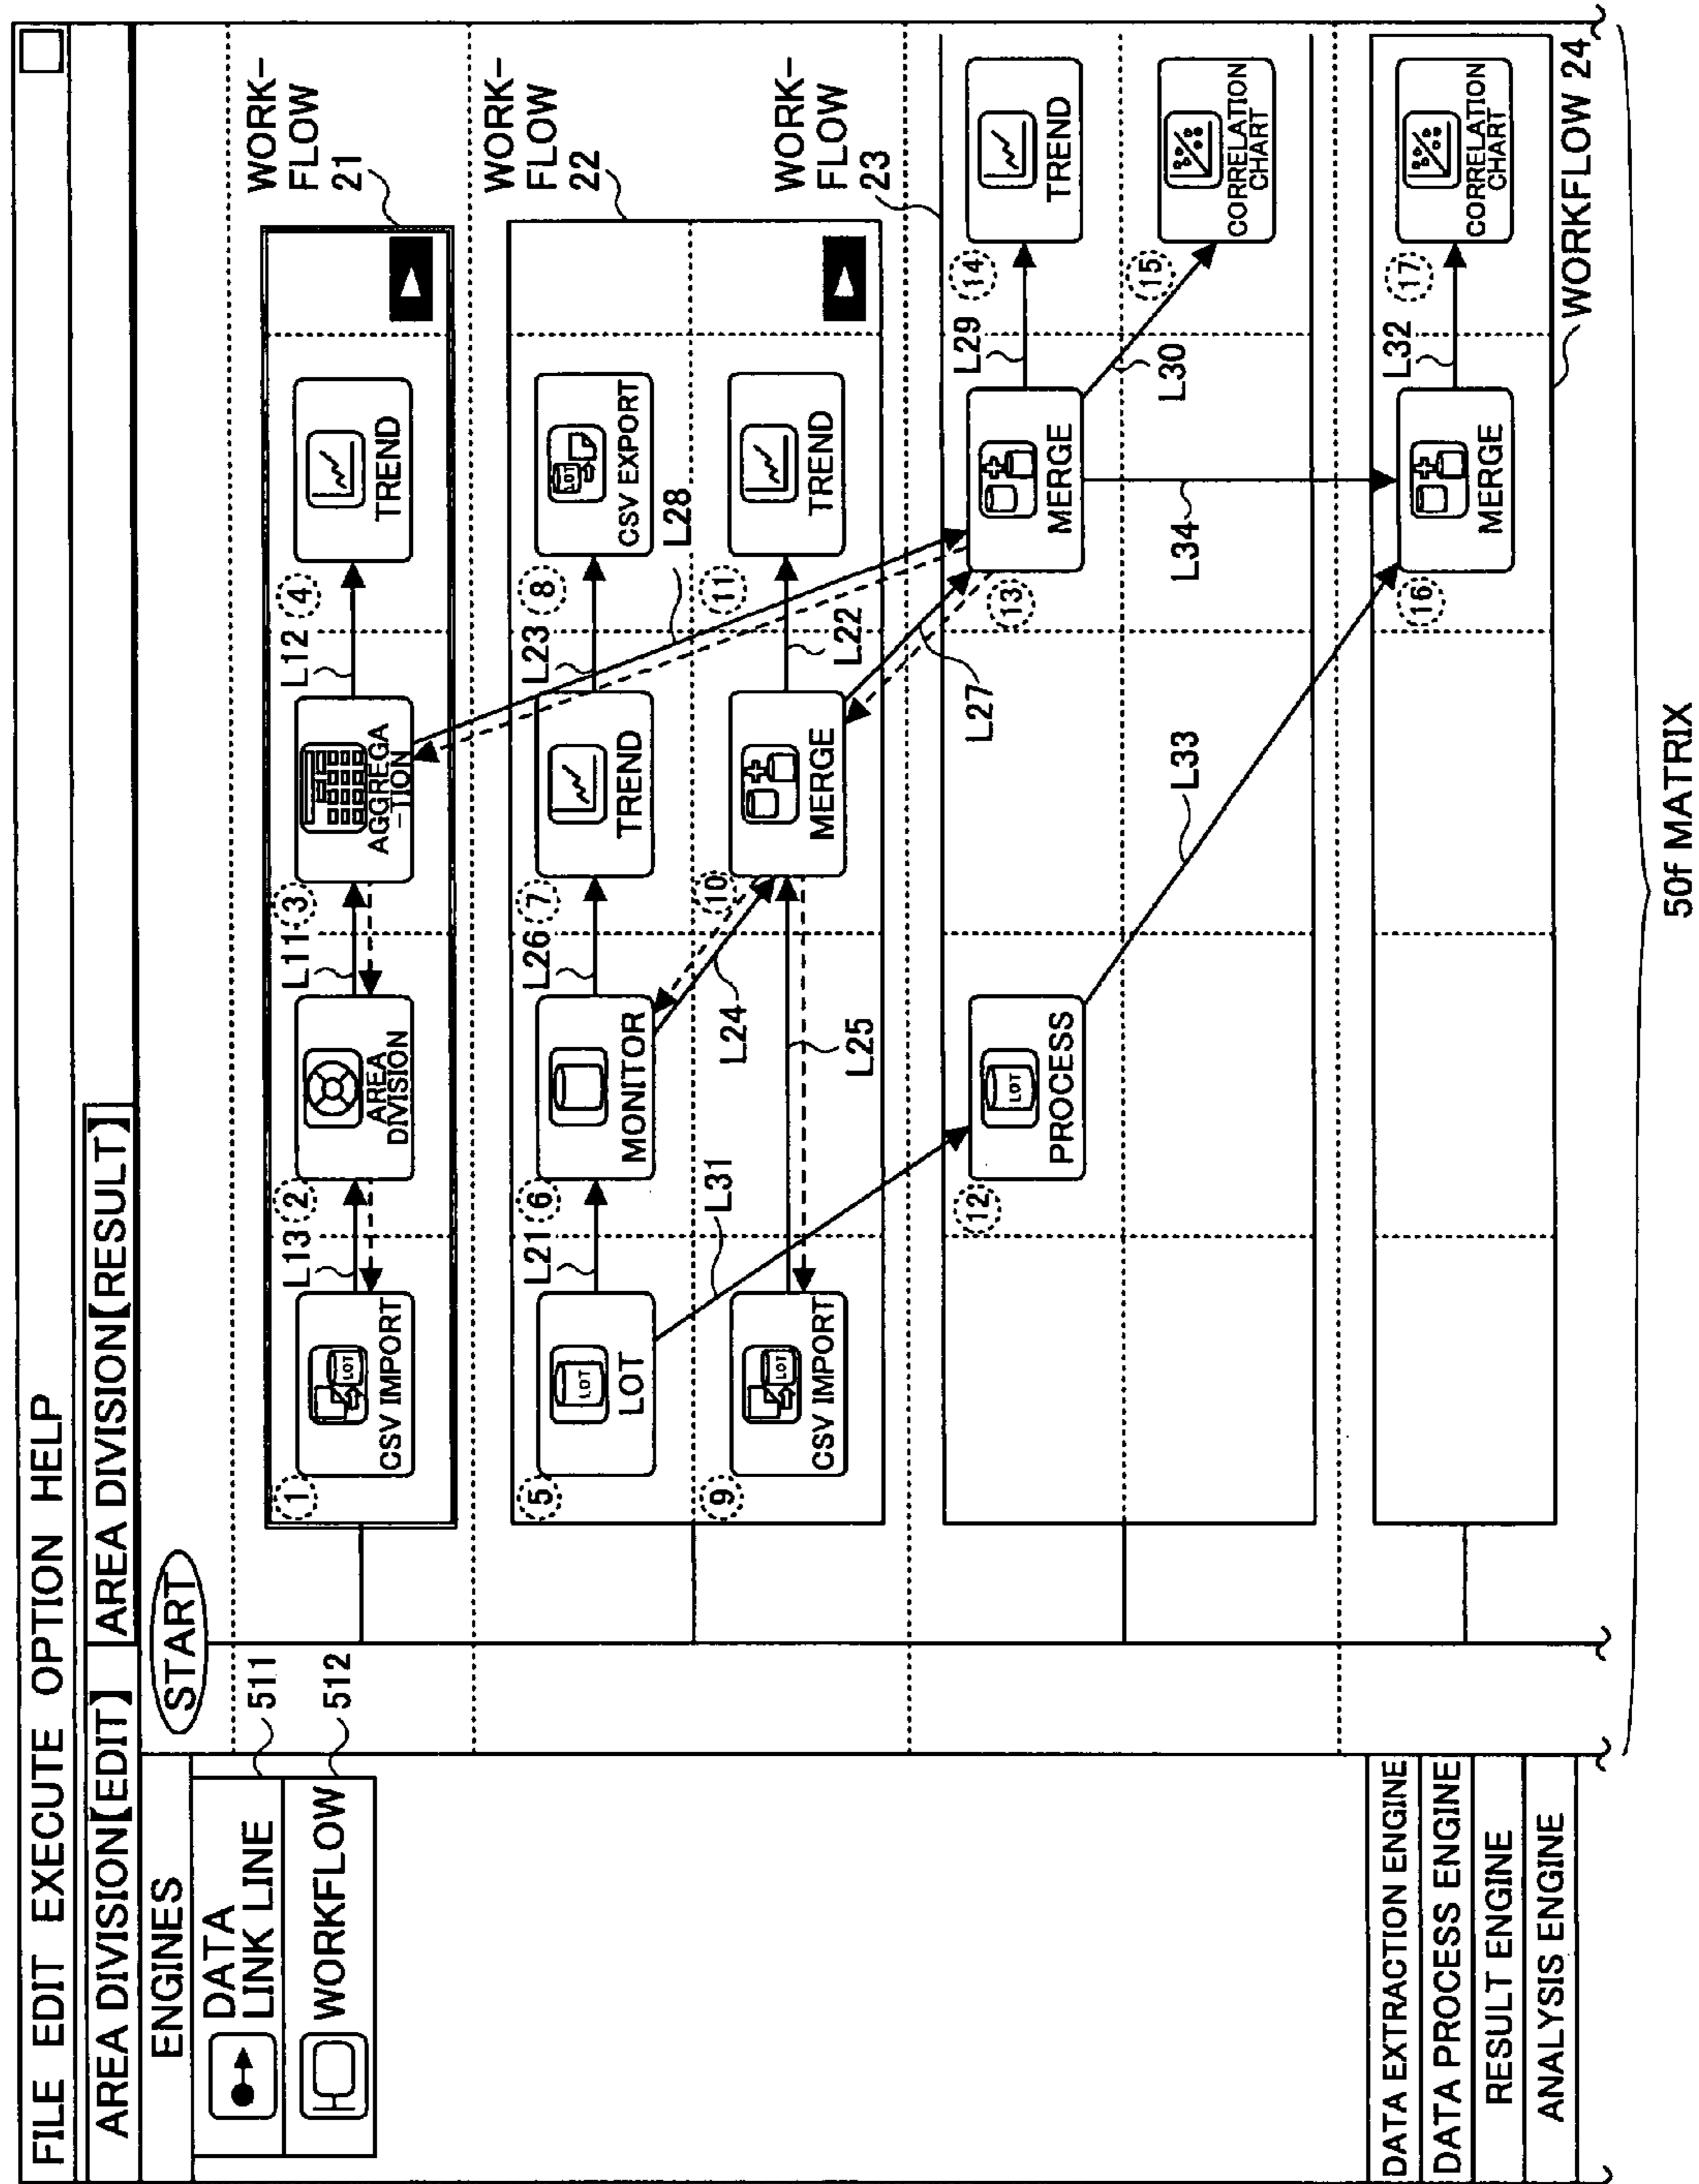 FILE EDIT EXECUTE OPTION HELP
AREA DIVISION【EDIT】
AREA DIVISION【RESULT】
ENGINES
DATA
LINK LINE
511
WORKFLOW
512
DATA EXTRACTION ENGINE
DATA PROCESS ENGINE
RESULT ENGINE
ANALYSIS ENGINE
START
WORK-
FLOW
21
1
LOT
CSV IMPORT
L13
2
AREA
DIVISION
L11
3
AGGREGA
-TION
L12
4
TREND
WORK-
FLOW
22
5
LOT
LOT
L21
6
MONITOR
L26
7
TREND
L23
8
LOT
CSV EXPORT
L28
L31
9
LOT
CSV IMPORT
L24
L25
10
MERGE
L22
11
TREND
WORK-
FLOW
23
12
LOT
PROCESS
L27
13
MERGE
L29
14
TREND
L30
15
CORRELATION
CHART
L33
L34
16
MERGE
L32
17
CORRELATION
CHART
WORKFLOW 24
50f MATRIX